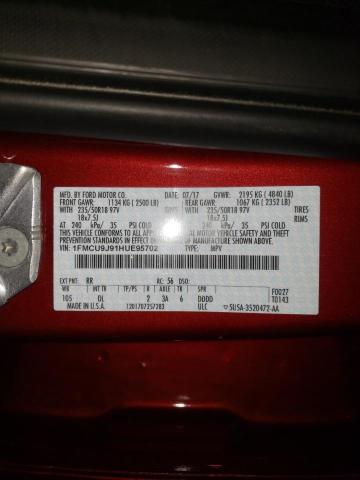 MFD. BY FORD MOTOR CO. DATE: 07/17 GVWR: 2195 KG ( 4840 LB)
FRONT GAWR: 1134 KG ( 2500 LB) REAR GAWR: 1067 KG ( 2352 LB)
WITH 235/50R18 97V WITH 235/50R18 97V TIRES
18x7.5J 18x7.5J RIMS
AT 240 kPa/ 35 PSI COLD AT 240 kPa/ 35 PSI COLD
THIS VEHICLE CONFORMS TO ALL APPLICABLE FEDERAL MOTOR
VEHICLE SAFETY AND THEFT PREVENTION STANDARDS IN EFFECT ON
THE DATE OF MANUFACTURE SHOWN ABOVE.
VIN: 1FMCU9J91HUE95702 TYPE: MPV
EXT PNT: RR RC: 56 DSO:
WB INT TR TP/PS R AXLE TR SPR F0027
105 DL 2 3A 6 DDDD T0143
MADE IN U.S.A. 1201707257283 ULC 5U5A-3520472-AA